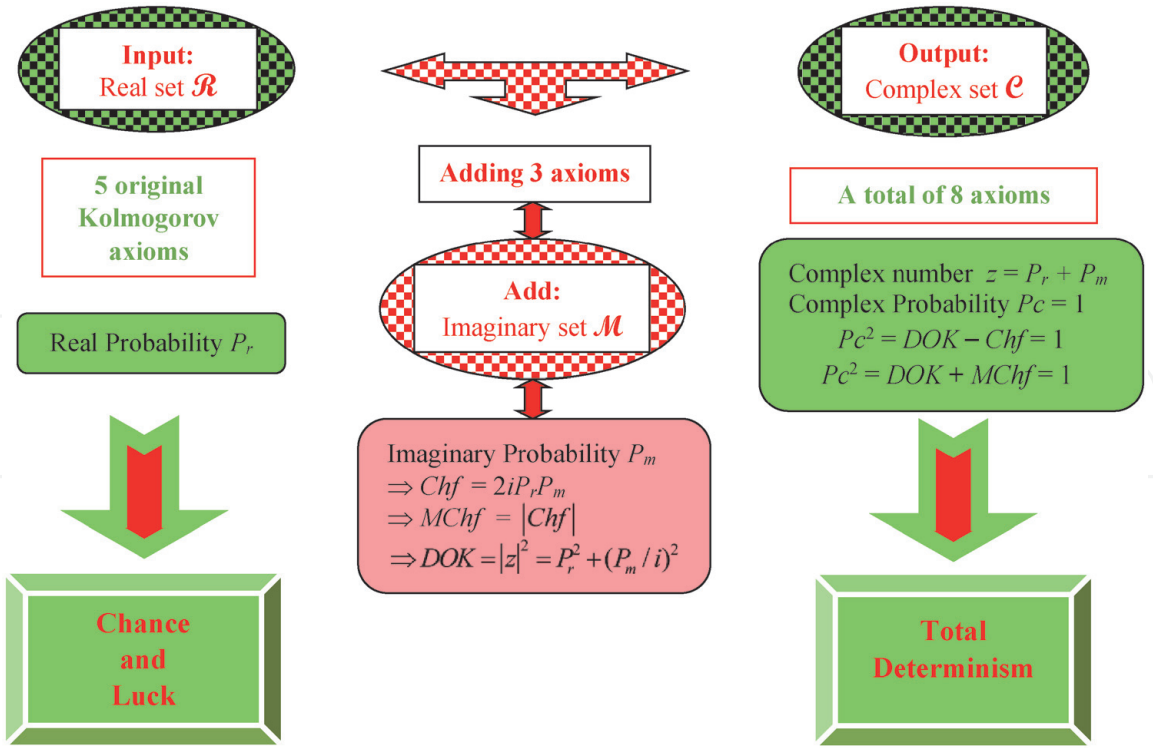 Input:
Real set ℛ
5 original
Kolmogorov
axioms
Real Probability Pᵣ
Chance
and
Luck
Adding 3 axioms
Add:
Imaginary set ℳ
Imaginary Probability Pₘ
⇒ Chf = 2iPᵣPₘ
⇒ MChf = |Chf|
⇒ DOK = |z|² = Pᵣ² + (Pₘ / i)²
Output:
Complex set 𝒞
A total of 8 axioms
Complex number z = Pᵣ + Pₘ
Complex Probability Pc = 1
Pc² = DOK – Chf = 1
Pc² = DOK + MChf = 1
Total
Determinism